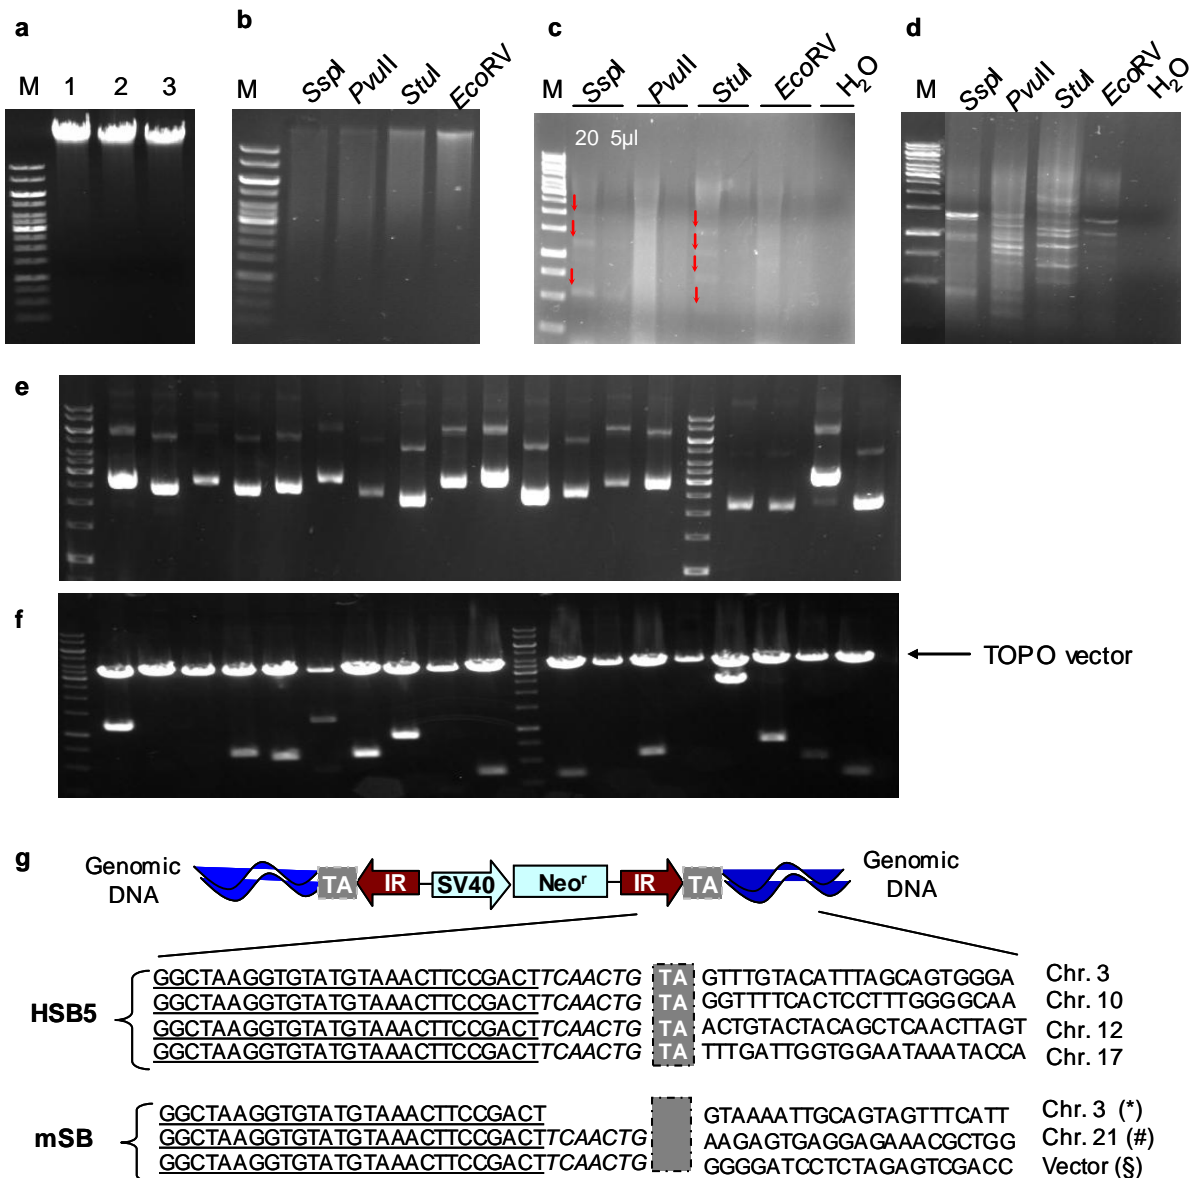 a
M 1 2 3
b
M SspI PvuII StuI EcoRV
c
M SspI PvuII StuI EcoRV H2O
20 5µl
d
M SspI PvuII StuI EcoRV H2O
e
f
TOPO vector
g
Genomic DNA
TA IR SV40 Neor IR TA
Genomic DNA
HSB5
GGCTAAGGTGTATGTAAACTTCCGACTTCAACTG TA GTTTGTACATTTAGCAGTGGGA Chr. 3
GGCTAAGGTGTATGTAAACTTCCGACTTCAACTG TA GGTTTTCACTCCTTTGGGGCAA Chr. 10
GGCTAAGGTGTATGTAAACTTCCGACTTCAACTG TA ACTGTACTACAGCTCAACTTAGT Chr. 12
GGCTAAGGTGTATGTAAACTTCCGACTTCAACTG TA TTTGATTGGTGGAATAAATACCA Chr. 17
mSB
GGCTAAGGTGTATGTAAACTTCCGACT GTAAAATTGCAGTAGTTTCATT Chr. 3 (*)
GGCTAAGGTGTATGTAAACTTCCGACTTCAACTG AAGAGTGAGGAGAAACGCTGG Chr. 21 (#)
GGCTAAGGTGTATGTAAACTTCCGACTTCAACTG GGGGATCCTCTAGAGTCGACC Vector (§)